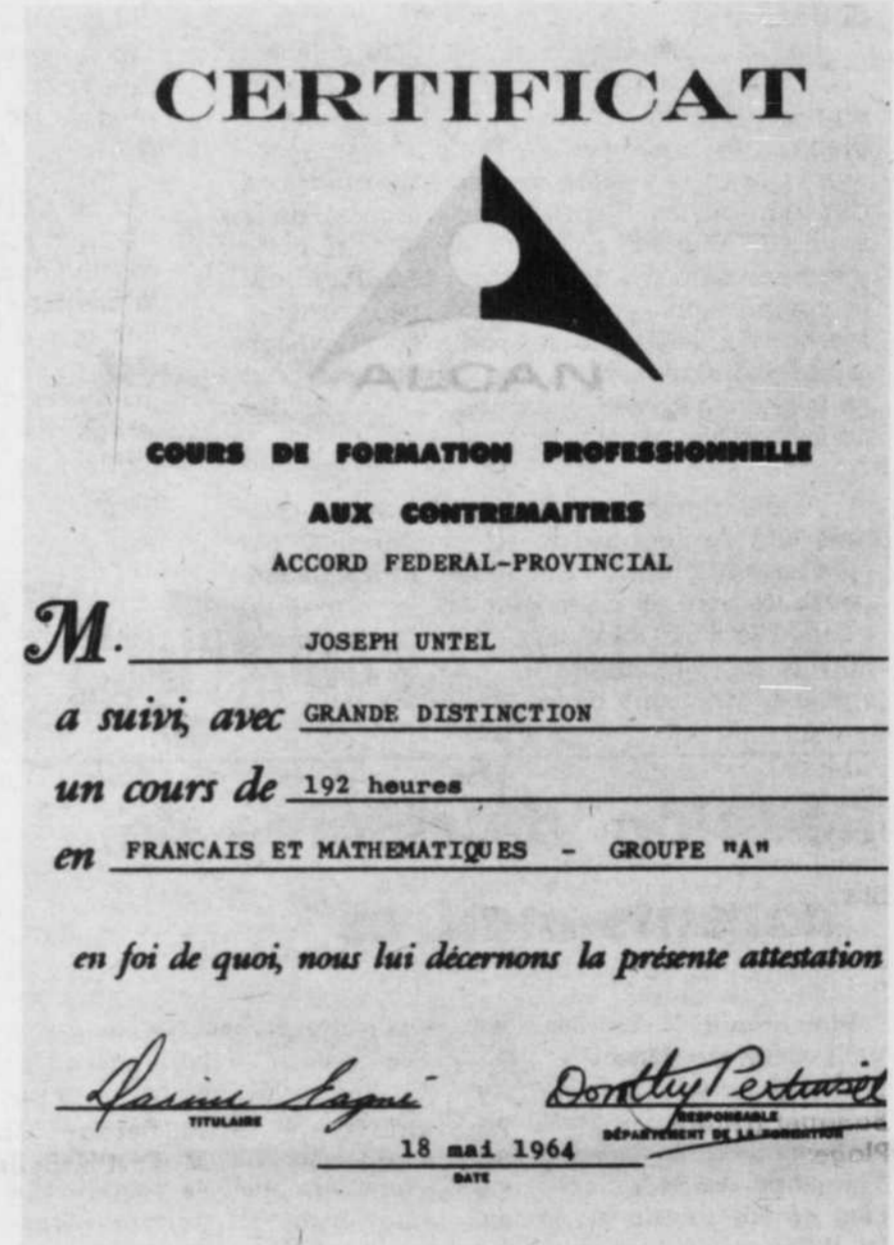 CERTIFICAT
ALCAN
COURS DE FORMATION PROFESSIONNELLE
AUX CONTREMAITRES
ACCORD FEDERAL-PROVINCIAL
M. JOSEPH UNTEL
a suivi, avec GRANDE DISTINCTION
un cours de 192 heures
en FRANCAIS ET MATHEMATIQUES - GROUPE "A"
en foi de quoi, nous lui décernons la présente attestation
Dorothy
TITULAIRE
RESPONSABLE
DÉPARTEMENT DE LA FORMATION
18 mai 1964
DATE